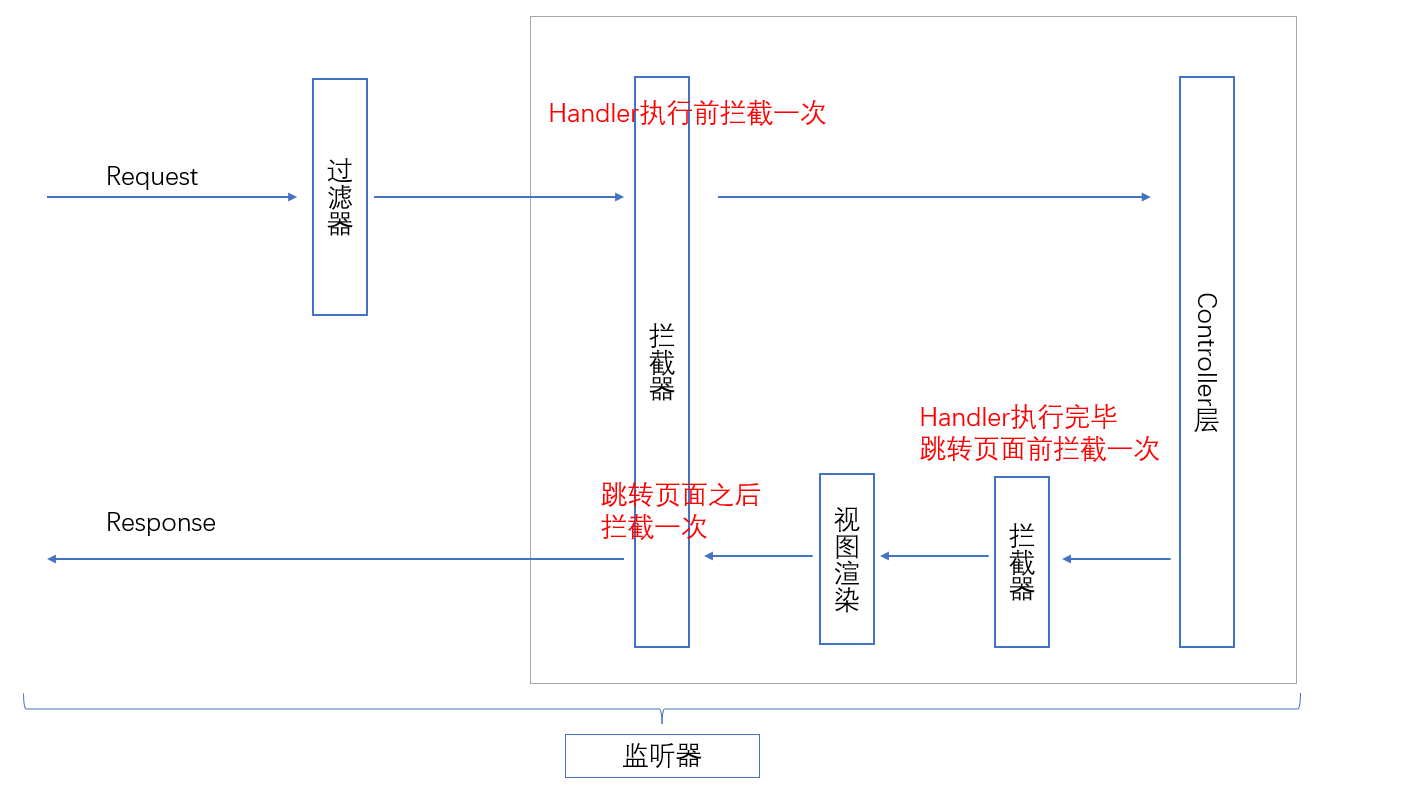 Handler执行前拦截一次
Request
过滤器
拦截器
Controller层
Handler执行完毕
跳转页面前拦截一次
跳转页面之后
拦截一次
视图渲染
拦截器
Response
监听器